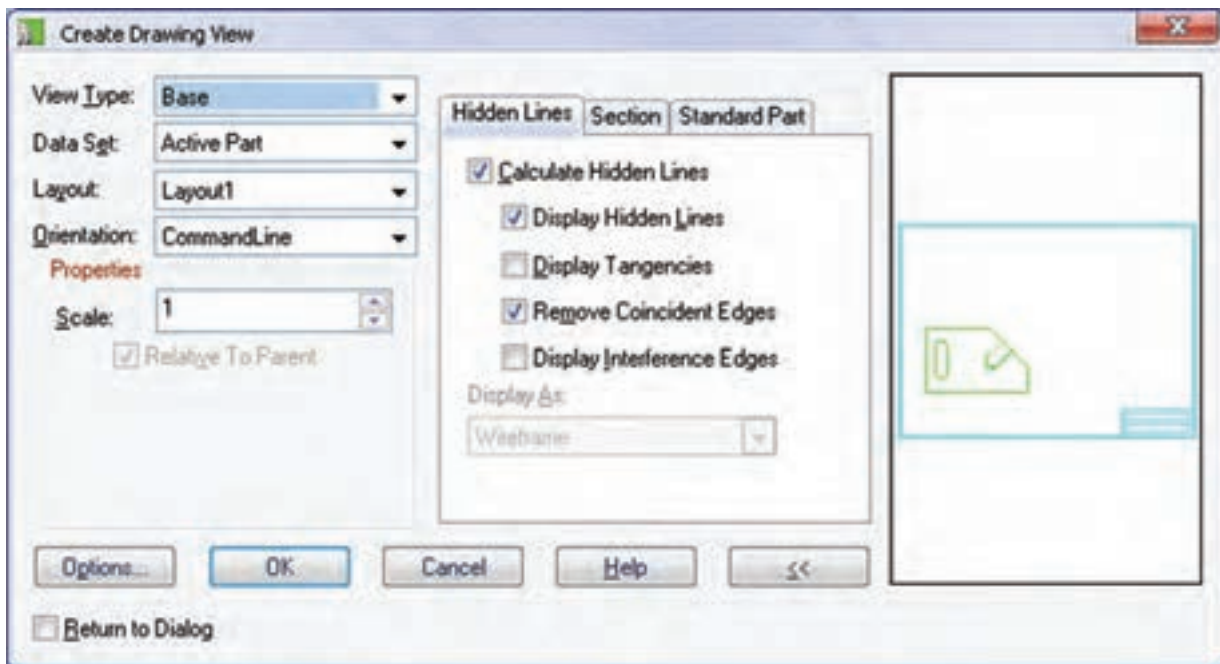 Create Drawing View
View Type: Base
Data Set: Active Part
Layout: Layout1
Orientation: CommandLine
Properties
Scale: 1
Relative To Parent
Hidden Lines Section Standard Part
Calculate Hidden Lines
Display Hidden Lines
Display Tangencies
Remove Coincident Edges
Display Interference Edges
Display As:
Wireframe
Options... OK Cancel Help <<
Return to Dialog